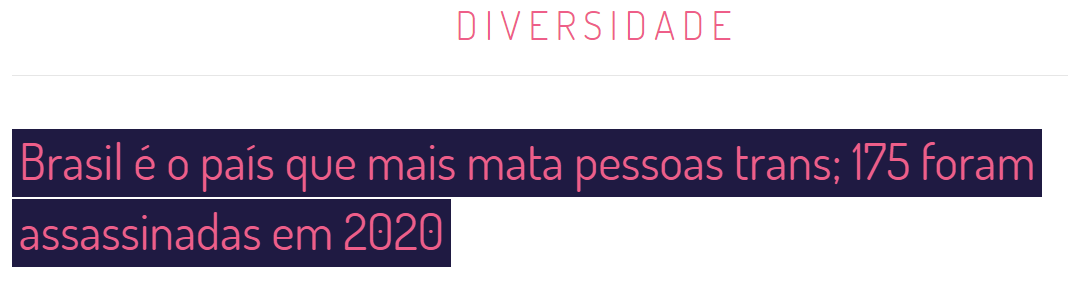 DIVERSIDADE
Brasil é o país que mais mata pessoas trans; 175 foram
assassinadas em 2020